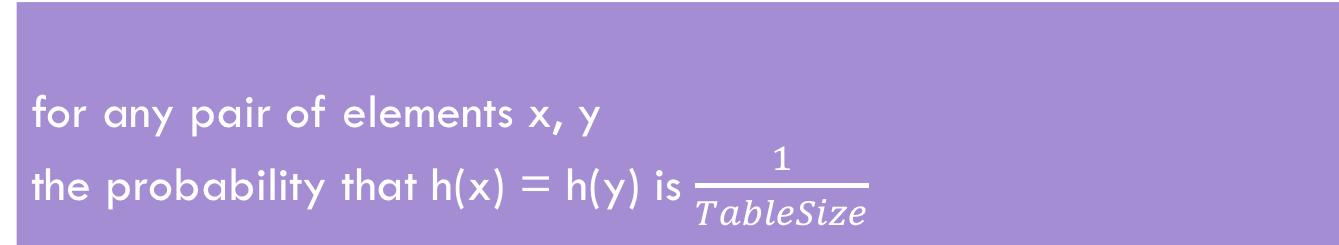 for any pair of elements x, y
the probability that h(x) = h(y) is 1/TableSize